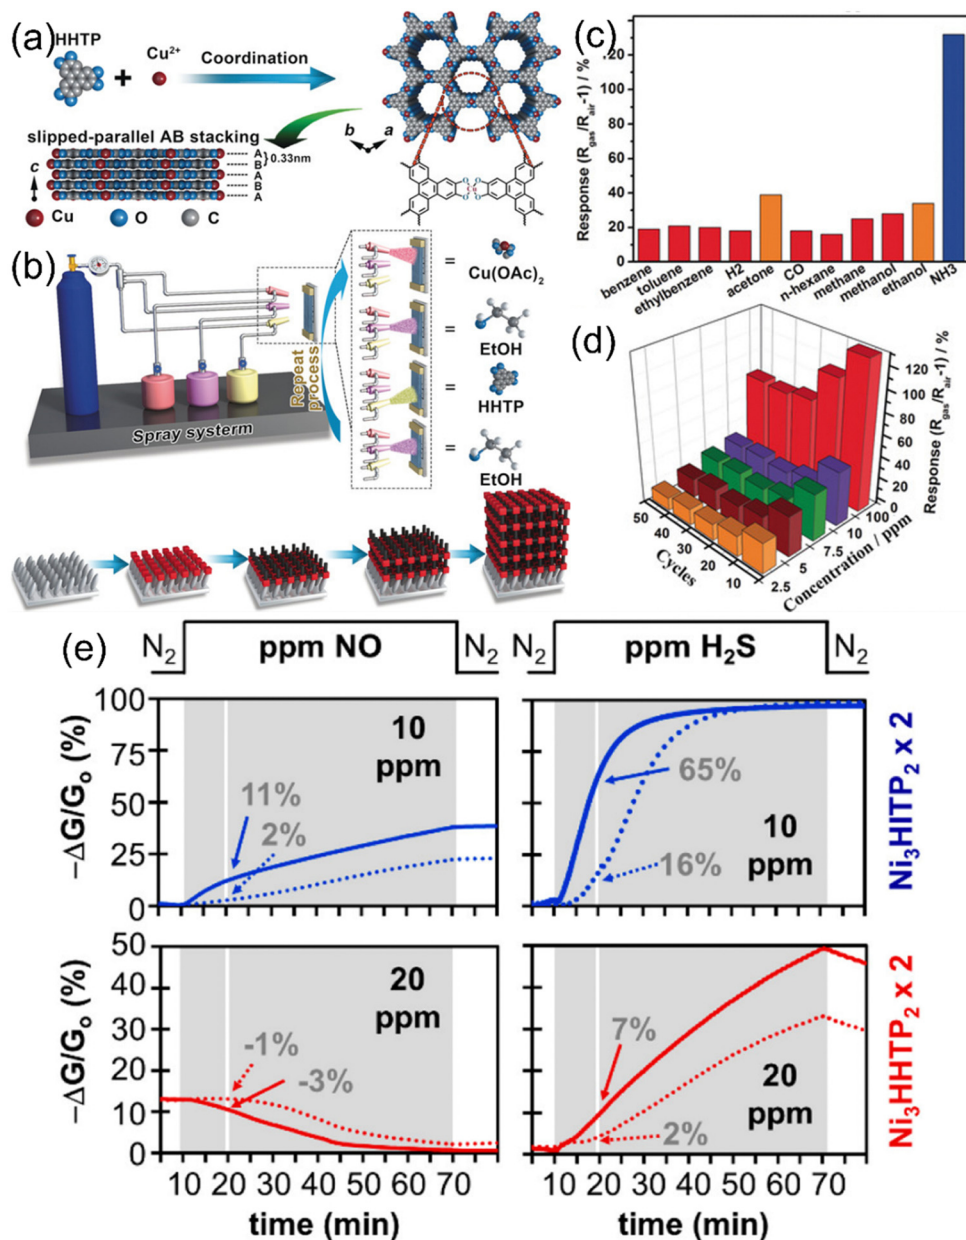 (a)
HHTP
Cu2+
+
Coordination
slipped-parallel AB stacking
A
B
A
B
A
0.33nm
c
b
a
Cu
O
C
O
O
Cu
O
O
(b)
Spray systerm
Repeat process
= Cu(OAc)2
= EtOH
= HHTP
= EtOH
(c)
Response (Rgas/Rair-1) / %
120
100
80
60
40
20
0
benzene
toluene
ethylbenzene
H2
acetone
CO
n-hexane
methane
methanol
ethanol
NH3
(d)
Response (Rgas/Rair-1) / %
120
100
80
60
40
20
0
50
40
30
20
10
Cycles
2.5
5
7.5
10
100
Concentration / ppm
(e)
N2
ppm NO
N2
N2
ppm H2S
N2
−ΔG/Go (%)
100
75
50
25
0
10 ppm
11%
2%
10 ppm
65%
16%
Ni3HITP2 x 2
−ΔG/Go (%)
50
40
30
20
10
0
20 ppm
-1%
-3%
20 ppm
7%
2%
Ni3HHTP2 x 2
10 20 30 40 50 60 70
10 20 30 40 50 60 70
time (min)
time (min)